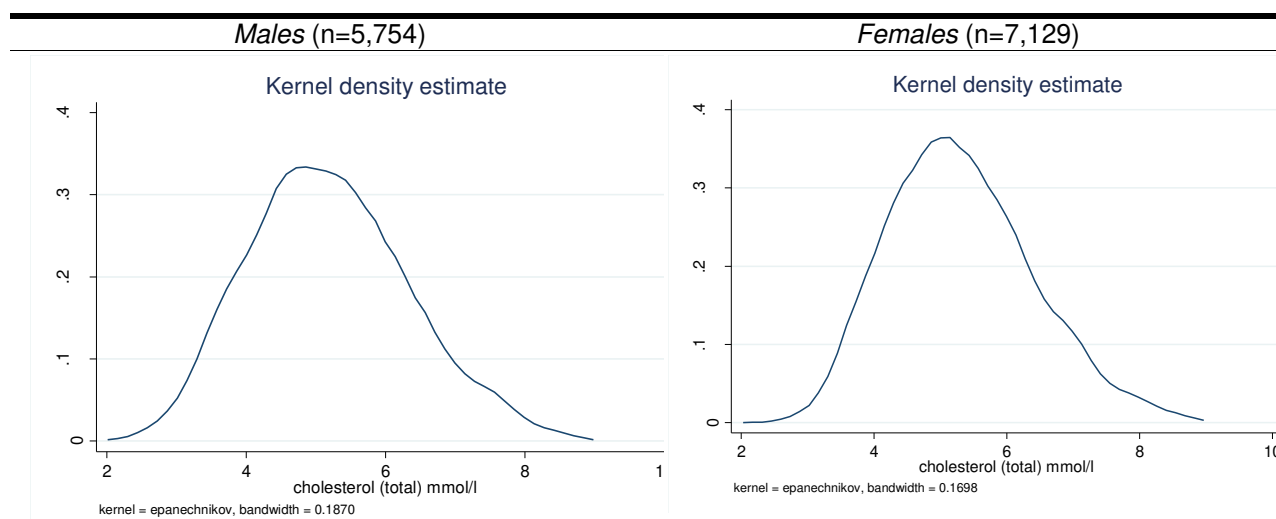 Males (n=5,754)
Kernel density estimate
.4
.3
.2
.1
0
2 4 6 8 1
cholesterol (total) mmol/l
kernel = epanechnikov, bandwidth = 0.1870
Females (n=7,129)
Kernel density estimate
.4
.3
.2
.1
0
2 4 6 8 10
cholesterol (total) mmol/l
kernel = epanechnikov, bandwidth = 0.1698